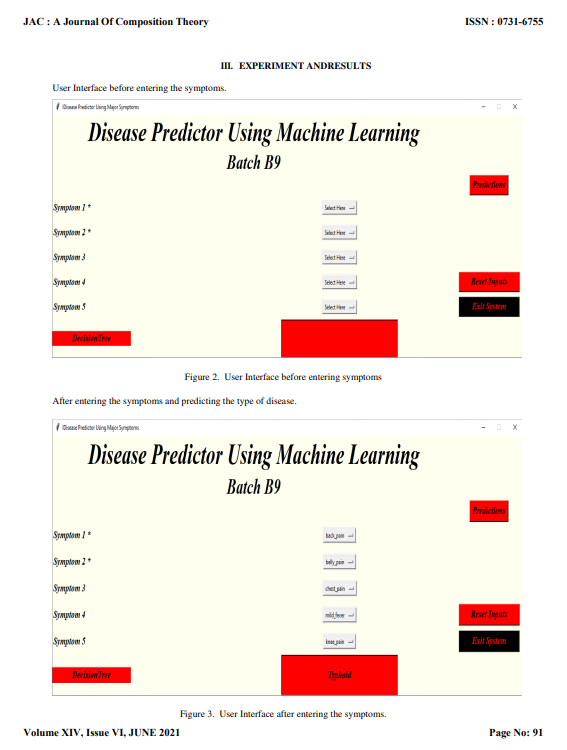 JAC : A Journal Of Composition Theory ISSN : 0731-6755
III. EXPERIMENT ANDRESULTS
User Interface before entering the symptoms.
Disease Predictor Using Major Symptoms
Disease Predictor Using Machine Learning
Batch B9
Predictions
Symptom 1 * Select Here
Symptom 2 * Select Here
Symptom 3 Select Here
Symptom 4 Select Here Reset Inputs
Symptom 5 Select Here Exit System
DecisionTree
Figure 2. User Interface before entering symptoms
After entering the symptoms and predicting the type of disease.
Disease Predictor Using Major Symptoms
Disease Predictor Using Machine Learning
Batch B9
Predictions
Symptom 1 * back_pain
Symptom 2 * belly_pain
Symptom 3 chest_pain
Symptom 4 mild_fever Reset Inputs
Symptom 5 knee_pain Exit System
DecisionTree Typhoid
Figure 3. User Interface after entering the symptoms.
Volume XIV, Issue VI, JUNE 2021 Page No: 91